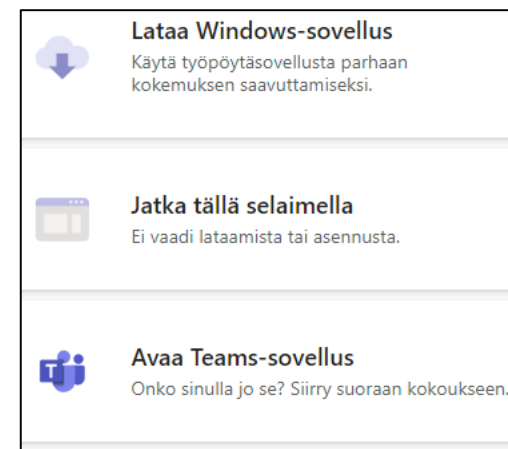 Lataa Windows-sovellus
Käytä työpöytäsovellusta parhaan
kokemuksen saavuttamiseksi.
Jatka tällä selaimella
Ei vaadi lataamista tai asennusta.
Avaa Teams-sovellus
Onko sinulla jo se? Siirry suoraan kokoukseen.